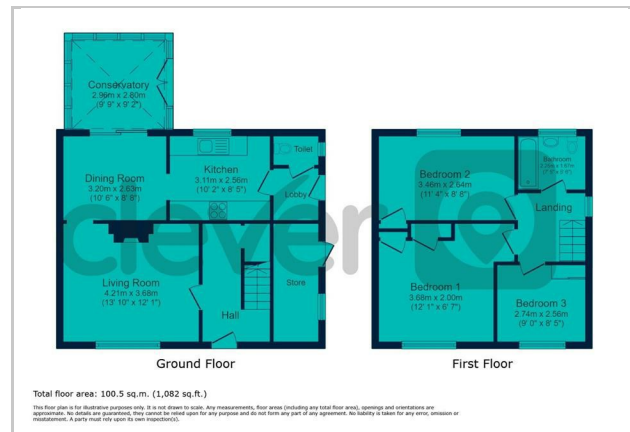 Conservatory
2.96m x 2.80m
(9' 9" x 9' 2")
Dining Room
3.20m x 2.63m
(10' 6" x 8' 8")
Kitchen
3.11m x 2.56m
(10' 2" x 8' 5")
Toilet
Lobby
Living Room
4.21m x 3.68m
(13' 10" x 12' 1")
Hall
Store
Ground Floor
Bedroom 2
3.46m x 2.64m
(11' 4" x 8' 8")
Bathroom
Landing
Bedroom 1
3.68m x 2.00m
(12' 1" x 6' 7")
Bedroom 3
2.74m x 2.56m
(9' 0" x 8' 5")
First Floor
clever
Total floor area: 100.5 sq.m. (1,082 sq.ft.)
This floor plan is for illustrative purposes only. It is not drawn to scale. Any measurements, floor areas (including any total floor area), openings and orientations are
approximate. No details are guaranteed, they cannot be relied upon for any purpose and do not form any part of any agreement. No liability is taken for any error, omission or
misstatement. A party must rely upon its own inspection(s).